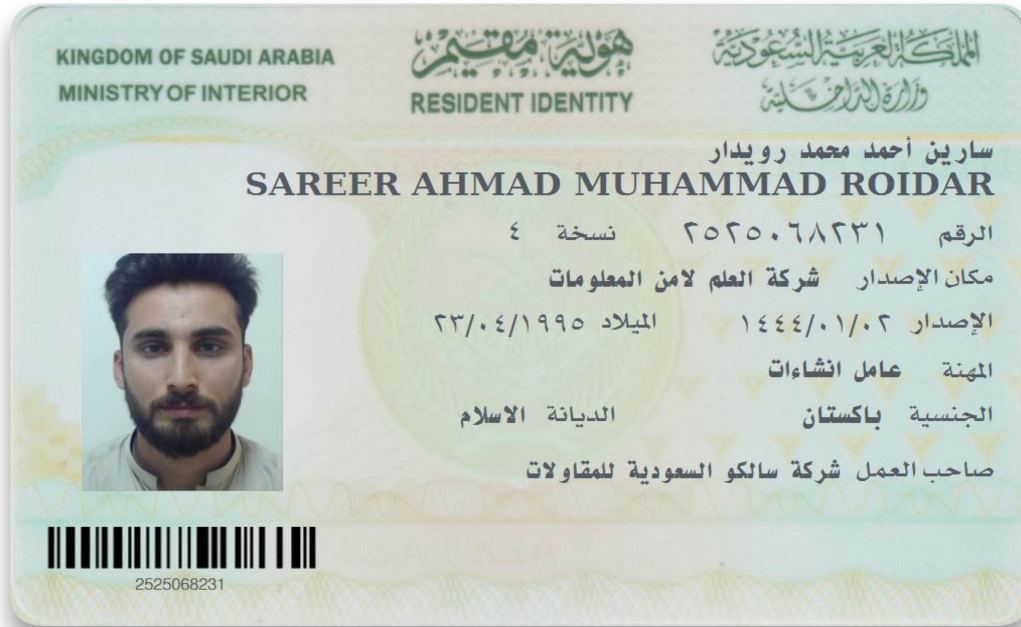 KINGDOM OF SAUDI ARABIA
MINISTRY OF INTERIOR
هوية مقيم
RESIDENT IDENTITY
المملكة العربية السعودية
وزارة الداخلية
سارين أحمد محمد رويدار
SAREER AHMAD MUHAMMAD ROIDAR
الرقم ٢٥٢٥٠٦٨٢٣١ نسخة ٤
مكان الإصدار شركة العلم لامن المعلومات
الإصدار ١٤٤٤/٠١/٠٢ الميلاد ٢٣/٠٤/١٩٩٥
المهنة عامل انشاءات
الجنسية باكستان الديانة الاسلام
صاحب العمل شركة سالكو السعودية للمقاولات
2525068231